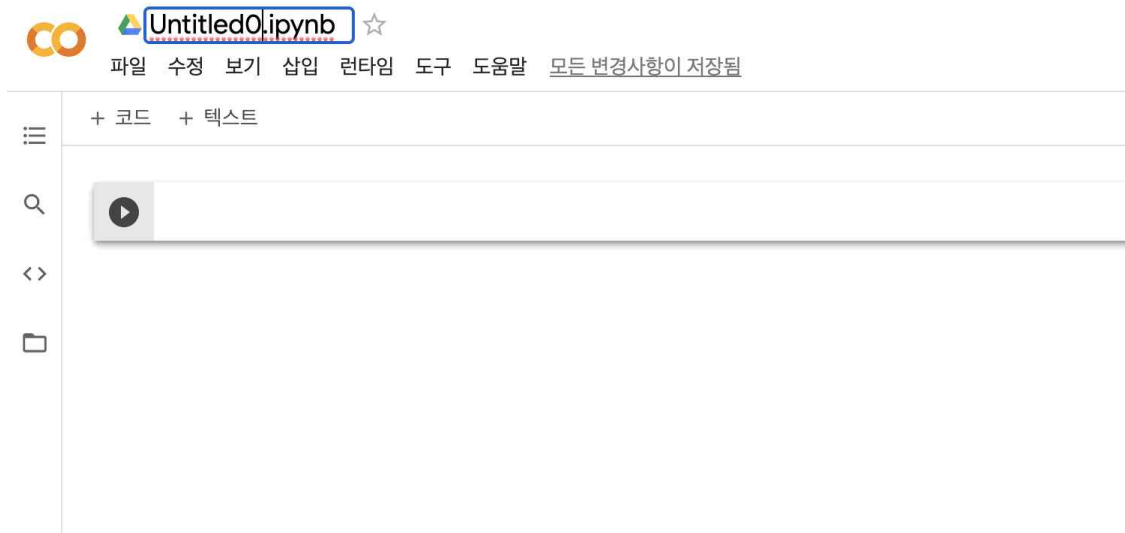 Untitled0.ipynb
파일 수정 보기 삽입 런타임 도구 도움말 모든 변경사항이 저장됨
+ 코드 + 텍스트